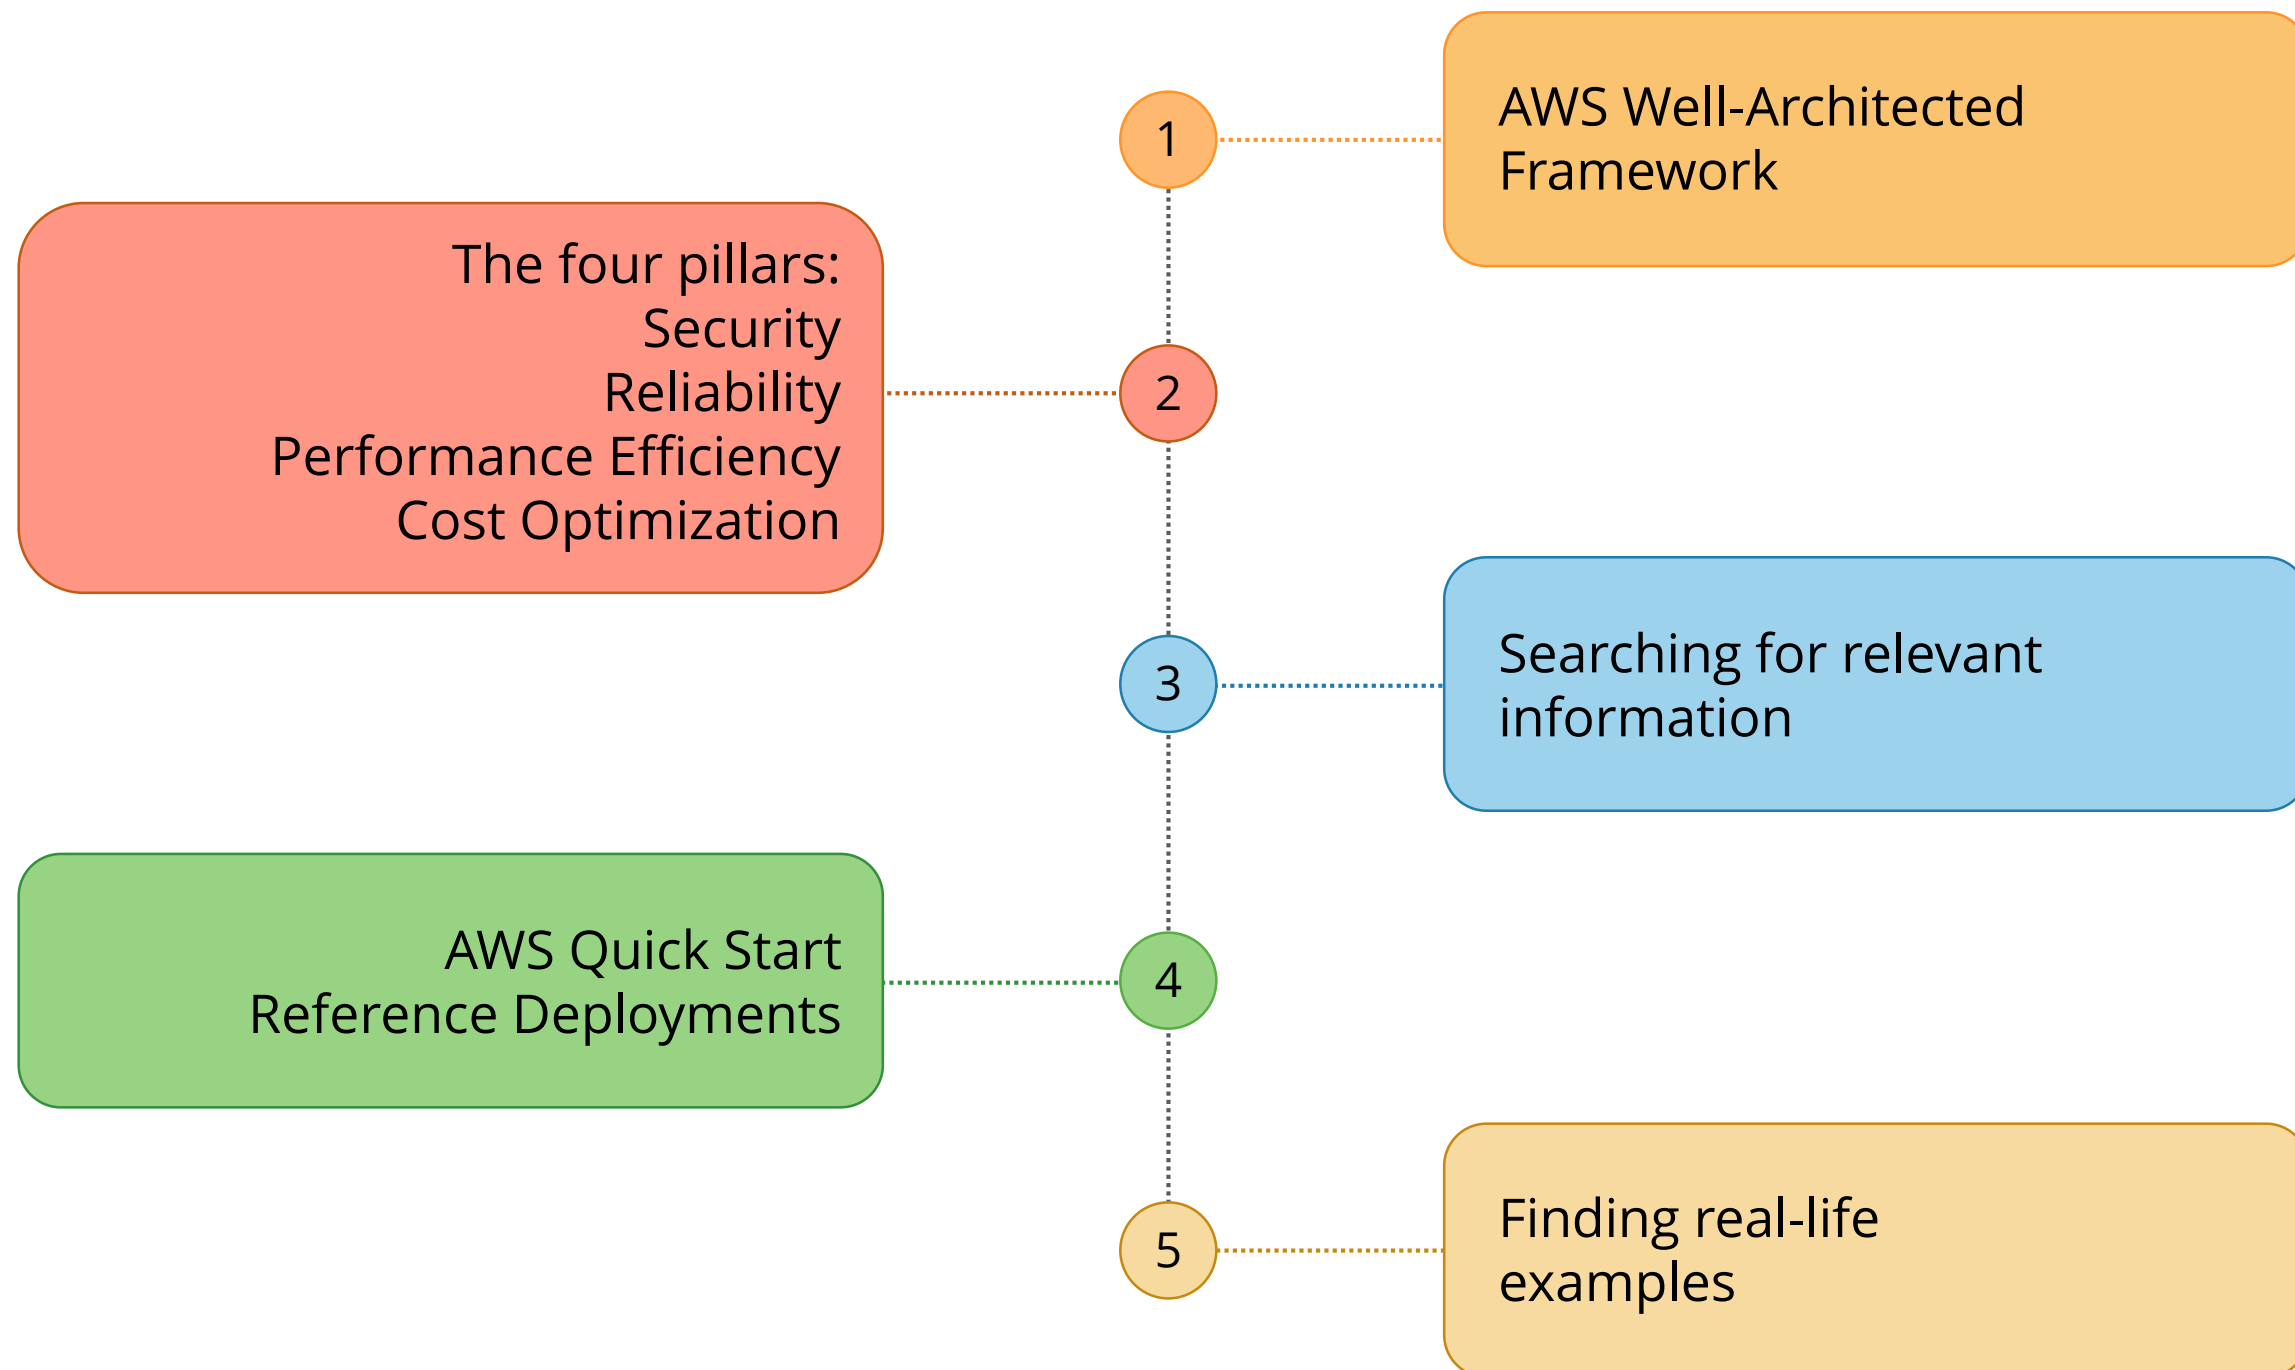 1
AWS Well-Architected
Framework
2
The four pillars:
Security
Reliability
Performance Efficiency
Cost Optimization
3
Searching for relevant
information
4
AWS Quick Start
Reference Deployments
5
Finding real-life
examples